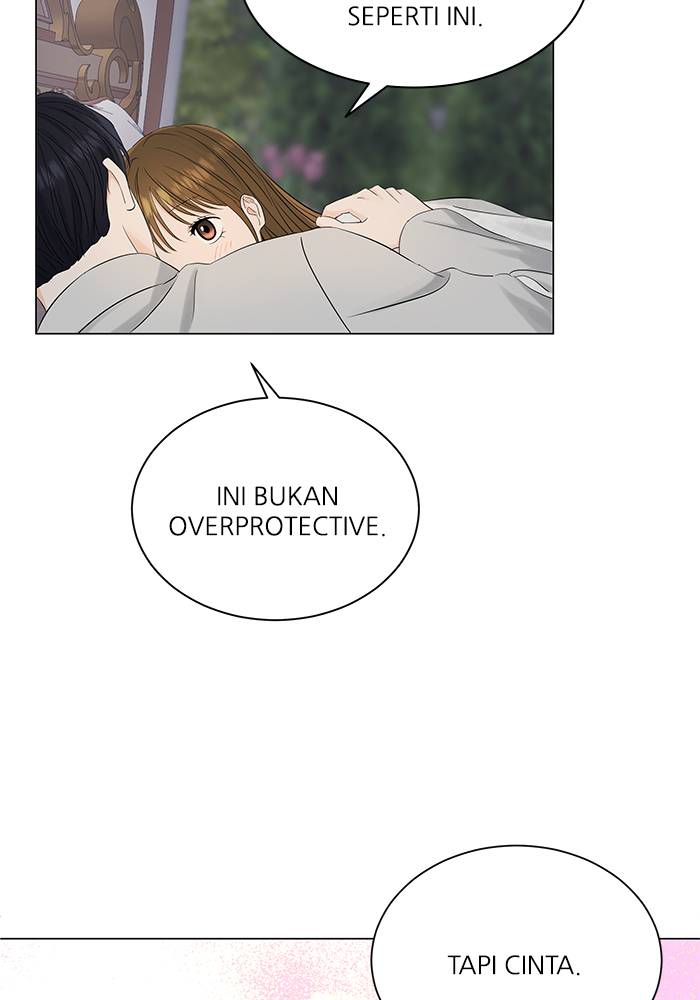 SEPERTI INI.
INI BUKAN
OVERPROTECTIVE.
TAPI CINTA.